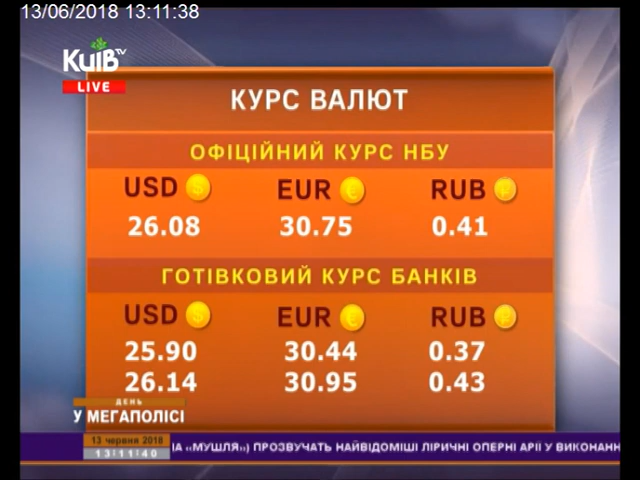 13/06/2018 13:11:38
Київ TV
LIVE
КУРС ВАЛЮТ
ОФІЦІЙНИЙ КУРС НБУ
USD EUR RUB
26.08 30.75 0.41
ГОТІВКОВИЙ КУРС БАНКІВ
USD EUR RUB
25.90 30.44 0.37
26.14 30.95 0.43
ДЕНЬ
У МЕГАПОЛІСІ
13 червня 2018
13:11:40
«МУШЛЯ») ПРОЗВУЧАТЬ НАЙВІДОМІШІ ЛІРИЧНІ ОПЕРНІ АРІЇ У ВИКОНАНН